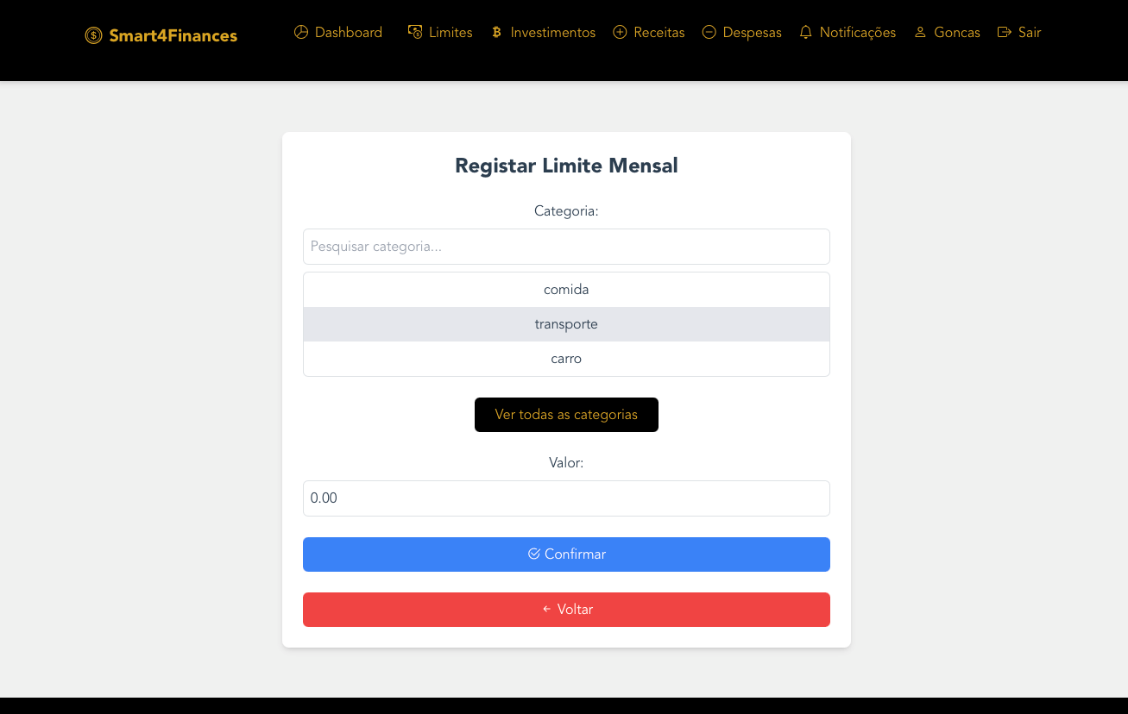 Smart4Finances Dashboard Limites Investimentos Receitas Despesas Notificações Goncas Sair
Registar Limite Mensal
Categoria:
Pesquisar categoria...
comida
transporte
carro
Ver todas as categorias
Valor:
0.00
Confirmar
Voltar